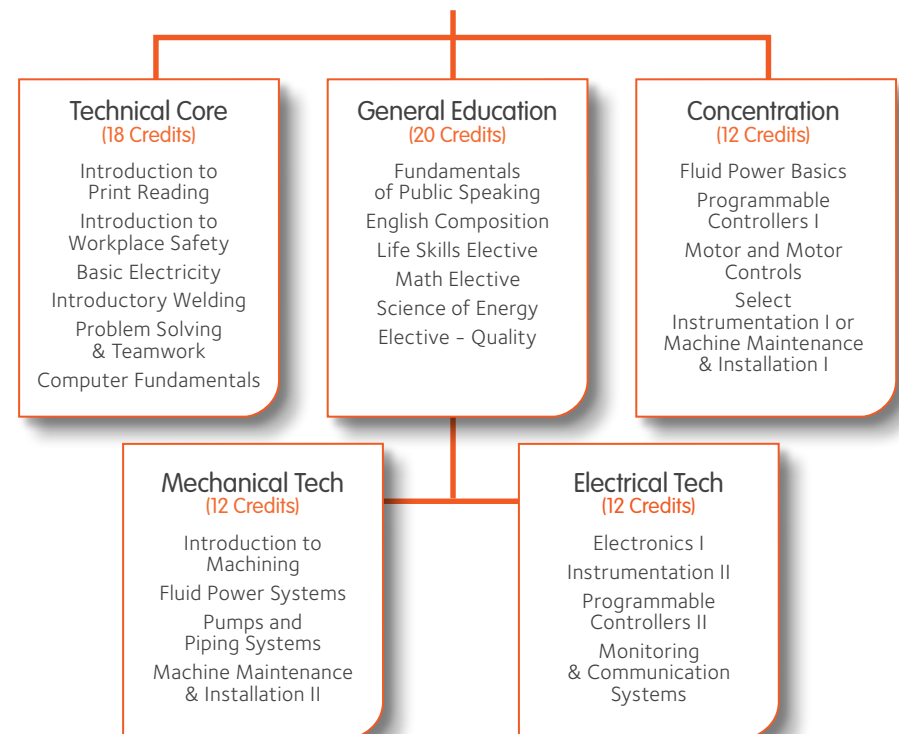 Technical Core
(18 Credits)
Introduction to
Print Reading
Introduction to
Workplace Safety
Basic Electricity
Introductory Welding
Problem Solving
& Teamwork
Computer Fundamentals
General Education
(20 Credits)
Fundamentals
of Public Speaking
English Composition
Life Skills Elective
Math Elective
Science of Energy
Elective - Quality
Concentration
(12 Credits)
Fluid Power Basics
Programmable
Controllers I
Motor and Motor
Controls
Select
Instrumentation I or
Machine Maintenance
& Installation I
Mechanical Tech
(12 Credits)
Introduction to
Machining
Fluid Power Systems
Pumps and
Piping Systems
Machine Maintenance
& Installation II
Electrical Tech
(12 Credits)
Electronics I
Instrumentation II
Programmable
Controllers II
Monitoring
& Communication
Systems